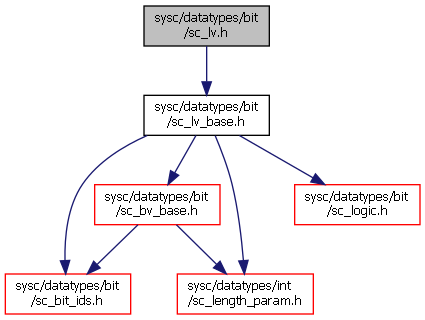 sysc/datatypes/bit
/sc_lv.h
sysc/datatypes/bit
/sc_lv_base.h
sysc/datatypes/bit
/sc_bv_base.h
sysc/datatypes/bit
/sc_logic.h
sysc/datatypes/bit
/sc_bit_ids.h
sysc/datatypes/int
/sc_length_param.h